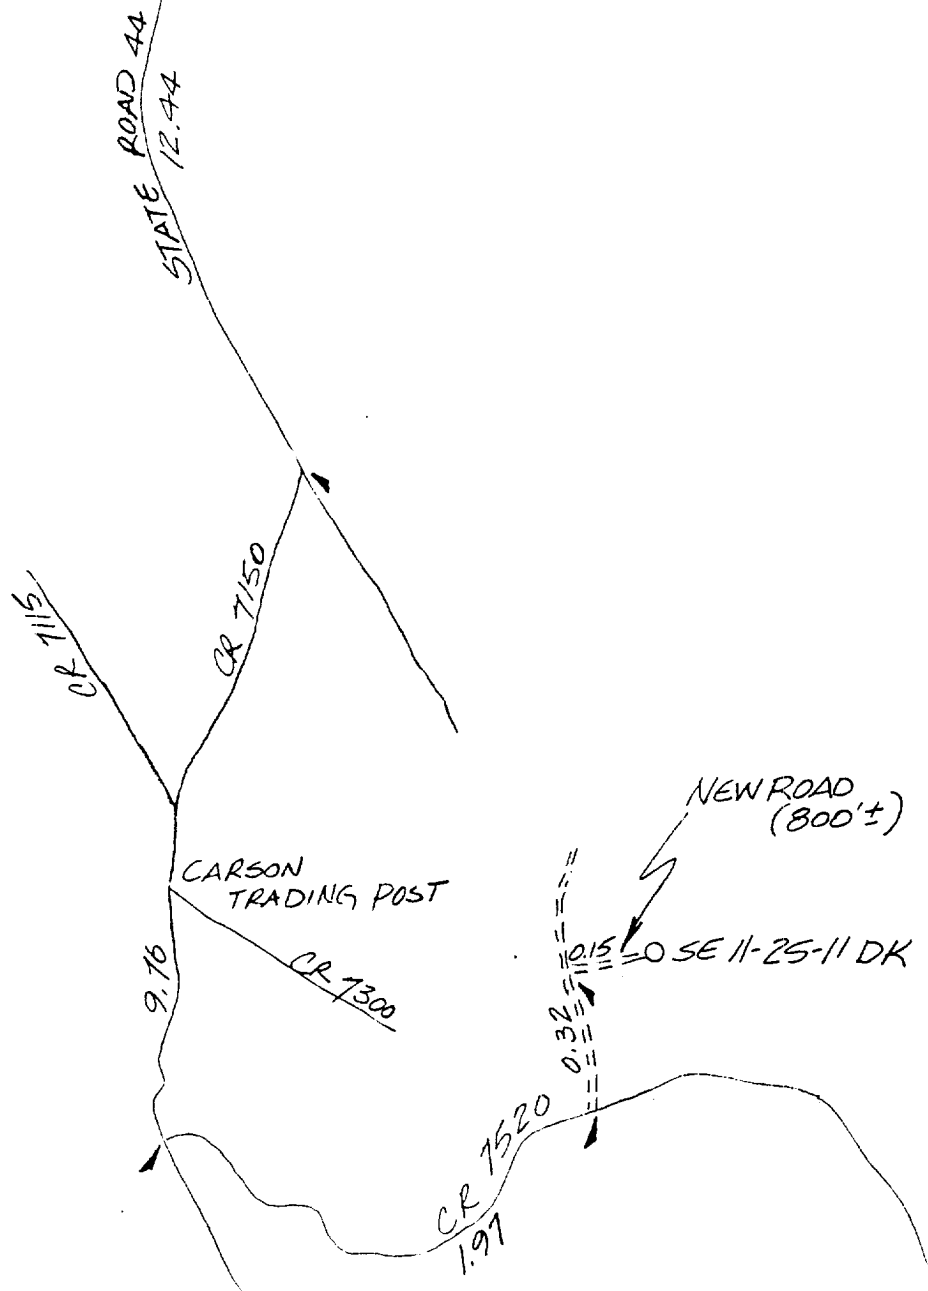 STATE ROAD 44
12.44
CR 7150
CR 7115
NEW ROAD
(800'±)
CARSON
TRADING POST
0.15
SE 11-25-11 DK
CR 7300
9.76
0.32
CR 7520
1.97